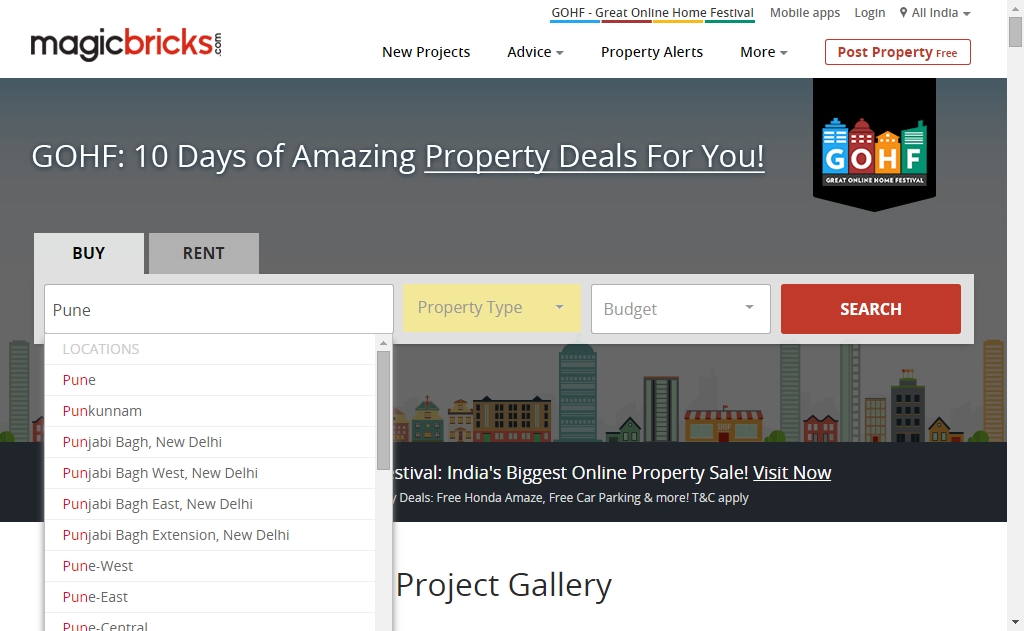 GOHF - Great Online Home Festival Mobile apps Login All India
magicbricks.com
New Projects Advice Property Alerts More Post Property Free
GOHF: 10 Days of Amazing Property Deals For You!
GOHF
GREAT ONLINE HOME FESTIVAL
BUY RENT
Pune Property Type Budget SEARCH
LOCATIONS
Pune
Punkunnam
Punjabi Bagh, New Delhi
Punjabi Bagh West, New Delhi
Punjabi Bagh East, New Delhi
Punjabi Bagh Extension, New Delhi
Pune-West
Pune-East
Pune-Central
SHOP
estival: India's Biggest Online Property Sale! Visit Now
y Deals: Free Honda Amaze, Free Car Parking & more! T&C apply
Project Gallery